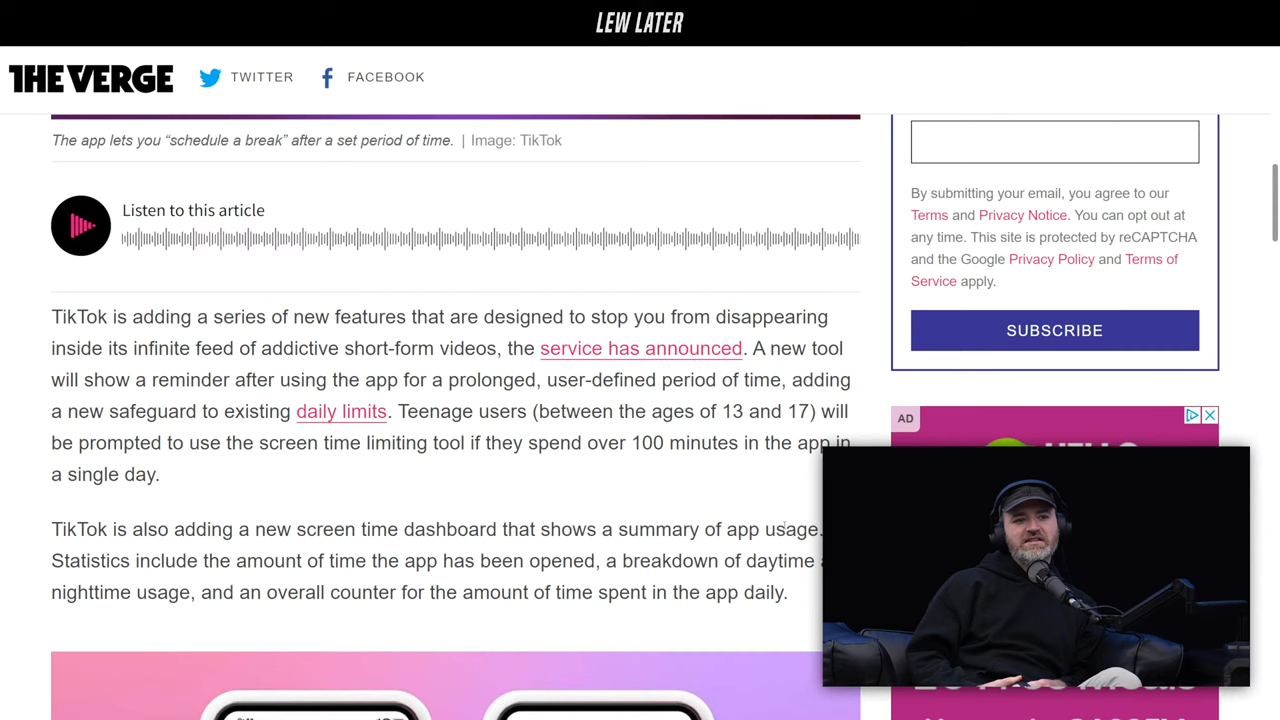 LEW LATER
THE VERGE
TWITTER
FACEBOOK
The app lets you “schedule a break” after a set period of time. | Image: TikTok
Listen to this article
TikTok is adding a series of new features that are designed to stop you from disappearing
inside its infinite feed of addictive short-form videos, the service has announced. A new tool
will show a reminder after using the app for a prolonged, user-defined period of time, adding
a new safeguard to existing daily limits. Teenage users (between the ages of 13 and 17) will
be prompted to use the screen time limiting tool if they spend over 100 minutes in the app in
a single day.
TikTok is also adding a new screen time dashboard that shows a summary of app usage.
Statistics include the amount of time the app has been opened, a breakdown of daytime
nighttime usage, and an overall counter for the amount of time spent in the app daily.
By submitting your email, you agree to our
Terms and Privacy Notice. You can opt out at
any time. This site is protected by reCAPTCHA
and the Google Privacy Policy and Terms of
Service apply.
SUBSCRIBE
AD